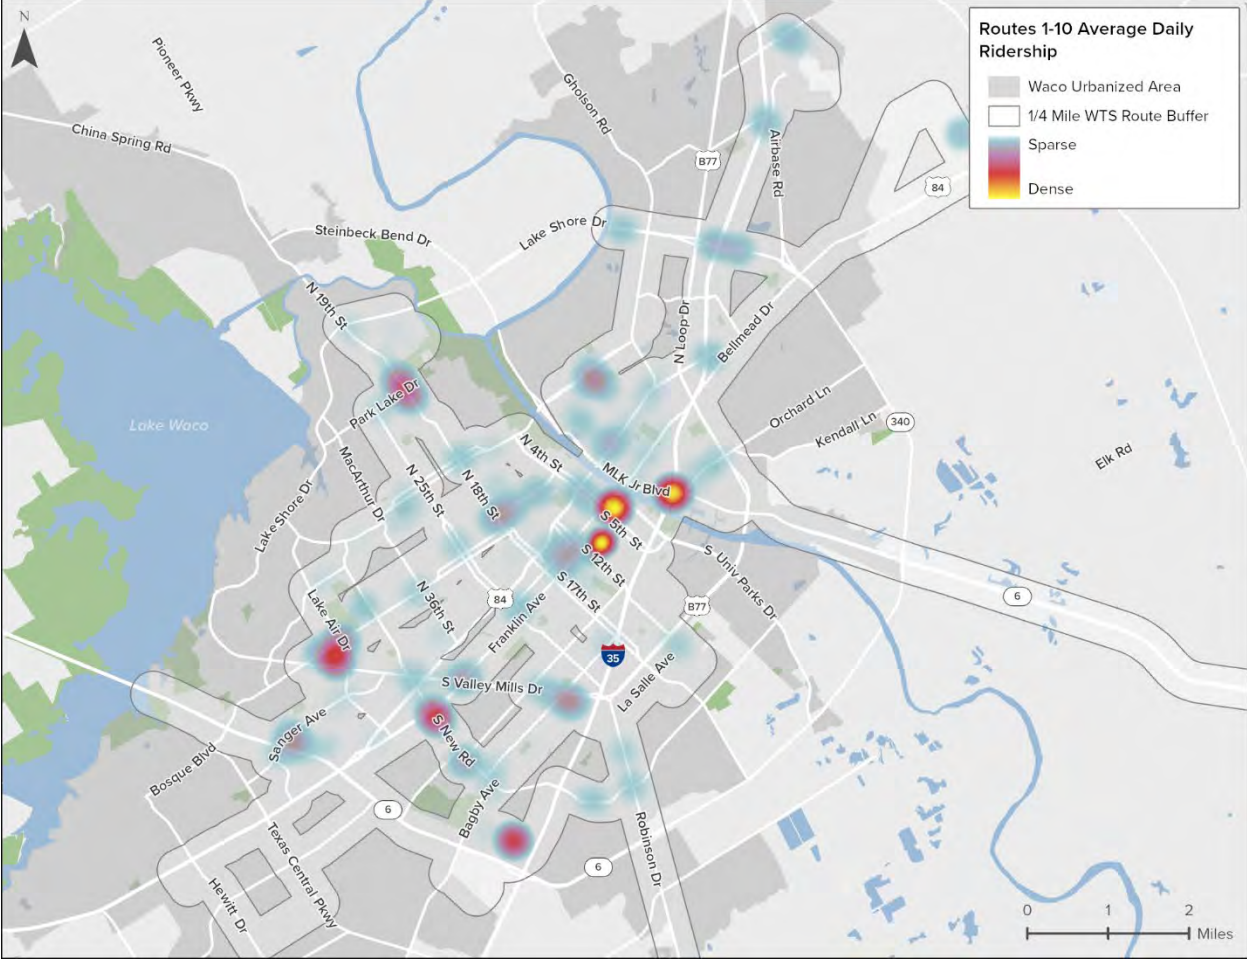 N
Routes 1-10 Average Daily
Ridership
Waco Urbanized Area
1/4 Mile WTS Route Buffer
Sparse
Dense
Pioneer Pkwy
China Spring Rd
Gholson Rd
B77
Airbase Rd
84
Steinbeck Bend Dr
Lake Shore Dr
N 19th St
N Loop Dr
Bellmead Dr
Park Lake Dr
Lake Waco
Orchard Ln
Kendall Ln
340
Elk Rd
MacArthur Dr
N 25th St
N 18th St
N 4th St
MLK Jr Blvd
Lake Shore Dr
S 5th St
S 12th St
S 17th St
S Univ Parks Dr
Lake Air Dr
N 36th St
84
Franklin Ave
B77
6
35
La Salle Ave
S Valley Mills Dr
Sanger Ave
S New Rd
Bosque Blvd
Bagby Ave
6
Texas Central Pkwy
Robinson Dr
6
Hewitt Dr
0 1 2
Miles